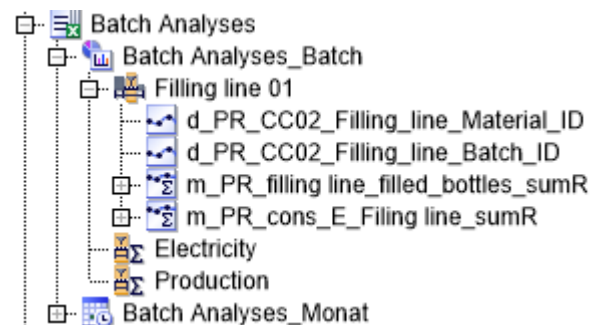 Batch Analyses
Batch Analyses_Batch
Filling line 01
d_PR_CC02_Filling_line_Material_ID
d_PR_CC02_Filling_line_Batch_ID
m_PR_filling line_filled_bottles_sumR
m_PR_cons_E_Filing line_sumR
Electricity
Production
Batch Analyses_Monat